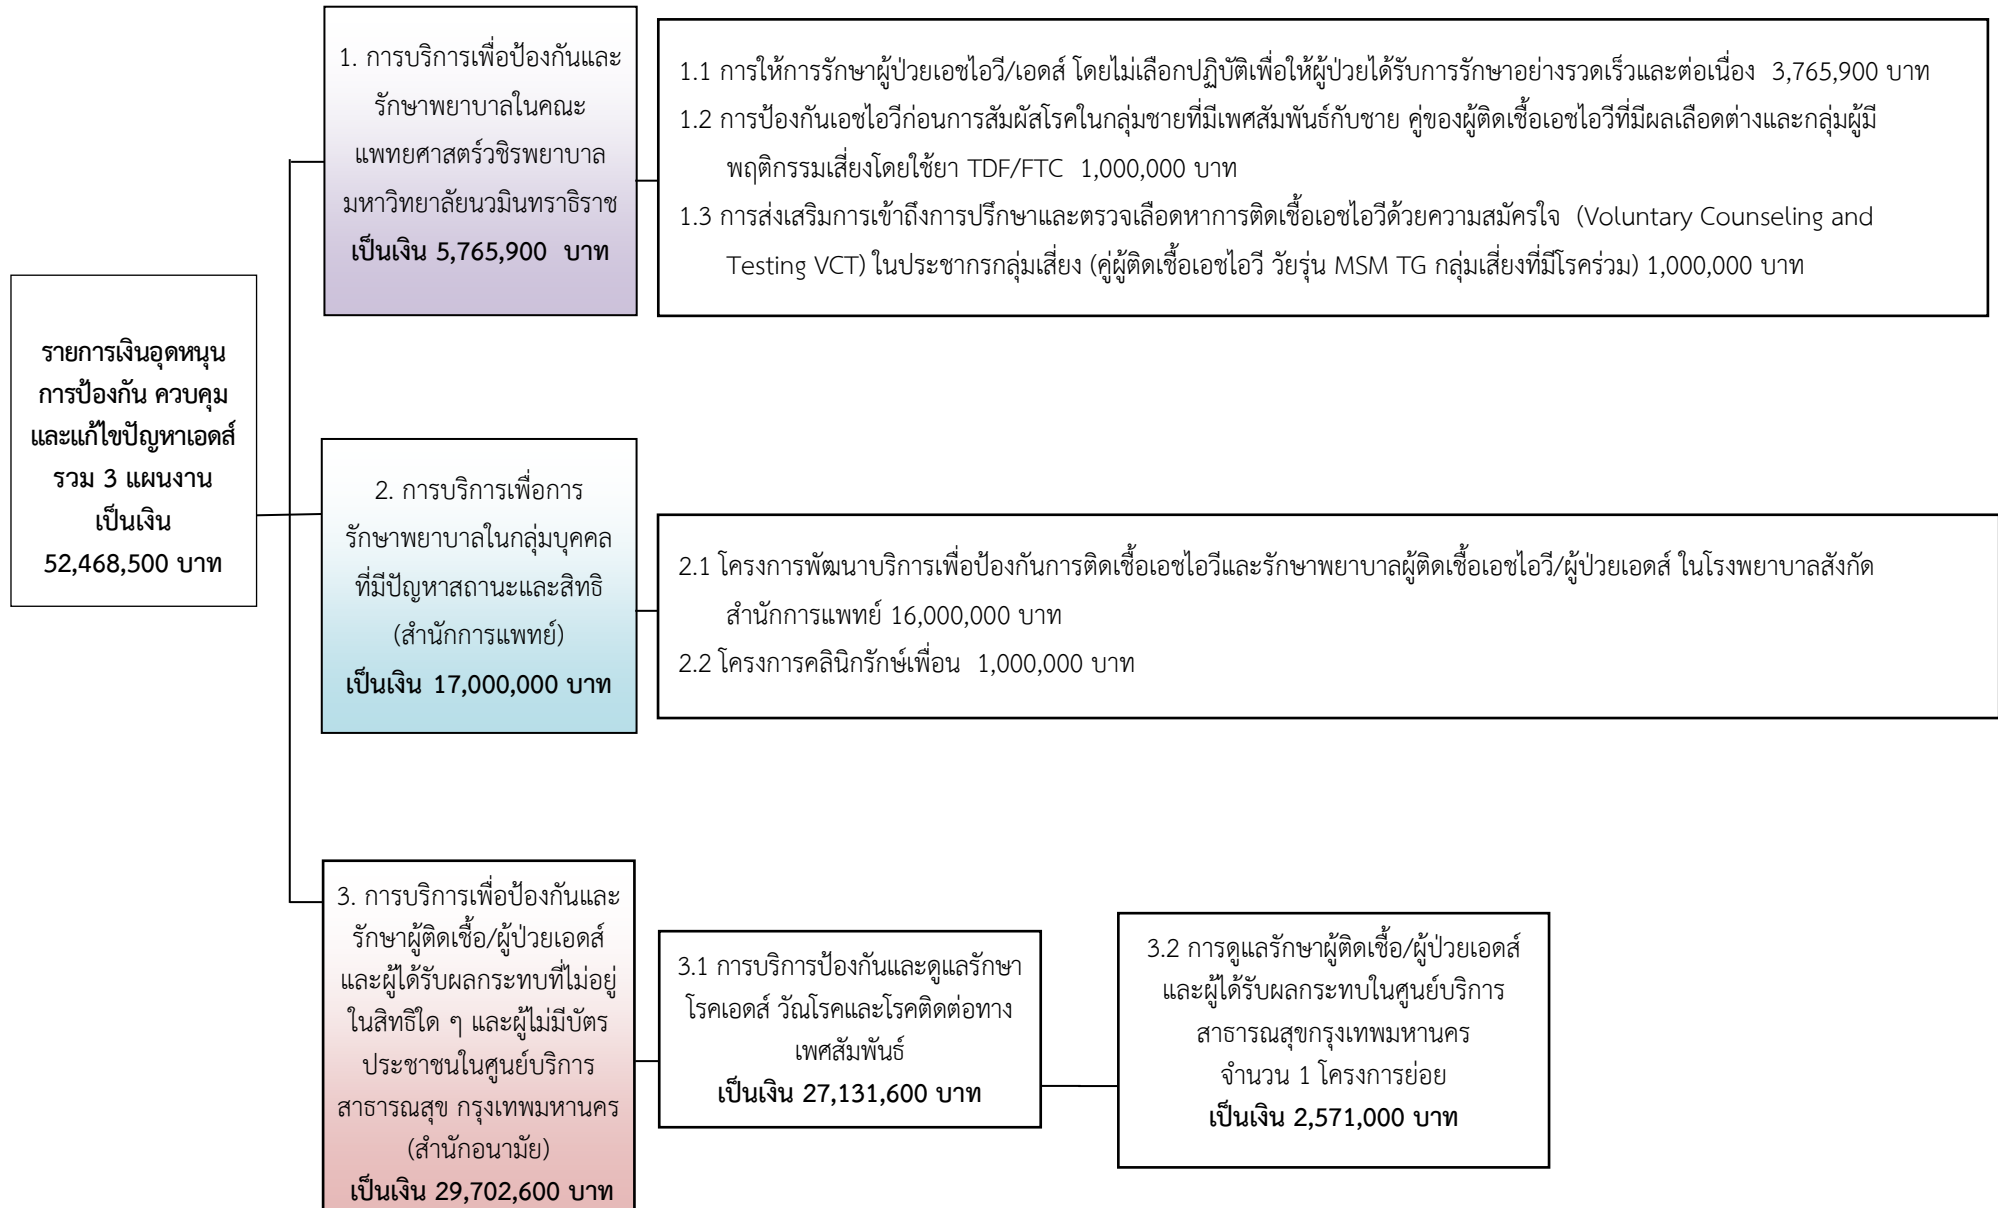 รายการเงินอุดหนุน
การป้องกัน ควบคุม
และแก้ไขปัญหาเอดส์
รวม 3 แผนงาน
เป็นเงิน
52,468,500 บาท
1. การบริการเพื่อป้องกันและ
รักษาพยาบาลในคณะ
แพทยศาสตร์วชิรพยาบาล
มหาวิทยาลัยนวมินทราธิราช
เป็นเงิน 5,765,900 บาท
1.1 การให้การรักษาผู้ป่วยเอชไอวี/เอดส์ โดยไม่เลือกปฏิบัติเพื่อให้ผู้ป่วยได้รับการรักษาอย่างรวดเร็วและต่อเนื่อง 3,765,900 บาท
1.2 การป้องกันเอชไอวีก่อนการสัมผัสโรคในกลุ่มชายที่มีเพศสัมพันธ์กับชาย คู่ของผู้ติดเชื้อเอชไอวีที่มีผลเลือดต่างและกลุ่มผู้มี
พฤติกรรมเสี่ยงโดยใช้ยา TDF/FTC 1,000,000 บาท
1.3 การส่งเสริมการเข้าถึงการปรึกษาและตรวจเลือดหาการติดเชื้อเอชไอวีด้วยความสมัครใจ (Voluntary Counseling and
Testing VCT) ในประชากรกลุ่มเสี่ยง (คู่ผู้ติดเชื้อเอชไอวี วัยรุ่น MSM TG กลุ่มเสี่ยงที่มีโรคร่วม) 1,000,000 บาท
2. การบริการเพื่อการ
รักษาพยาบาลในกลุ่มบุคคล
ที่มีปัญหาสถานะและสิทธิ
(สำนักการแพทย์)
เป็นเงิน 17,000,000 บาท
2.1 โครงการพัฒนาบริการเพื่อป้องกันการติดเชื้อเอชไอวีและรักษาพยาบาลผู้ติดเชื้อเอชไอวี/ผู้ป่วยเอดส์ ในโรงพยาบาลสังกัด
สำนักการแพทย์ 16,000,000 บาท
2.2 โครงการคลินิกรักษ์เพื่อน 1,000,000 บาท
3. การบริการเพื่อป้องกันและ
รักษาผู้ติดเชื้อ/ผู้ป่วยเอดส์
และผู้ได้รับผลกระทบที่ไม่อยู่
ในสิทธิใด ๆ และผู้ไม่มีบัตร
ประชาชนในศูนย์บริการ
สาธารณสุข กรุงเทพมหานคร
(สำนักอนามัย)
เป็นเงิน 29,702,600 บาท
3.1 การบริการป้องกันและดูแลรักษา
โรคเอดส์ วัณโรคและโรคติดต่อทาง
เพศสัมพันธ์
เป็นเงิน 27,131,600 บาท
3.2 การดูแลรักษาผู้ติดเชื้อ/ผู้ป่วยเอดส์
และผู้ได้รับผลกระทบในศูนย์บริการ
สาธารณสุขกรุงเทพมหานคร
จำนวน 1 โครงการย่อย
เป็นเงิน 2,571,000 บาท